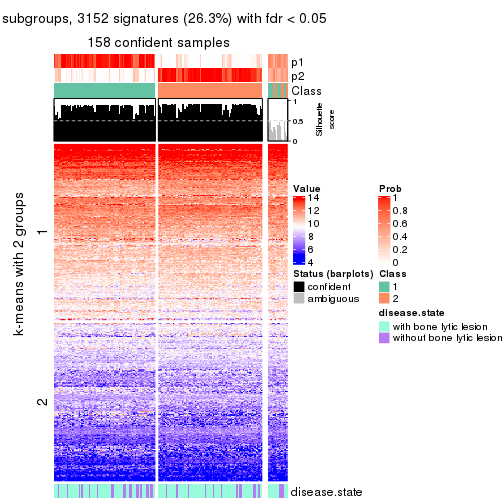 subgroups, 3152 signatures (26.3%) with fdr < 0.05
158 confident samples
p1
p2
Class
1
0.5
0
Silhouette
score
k-means with 2 groups
1
2
Value
14
12
10
8
6
4
Prob
1
0.8
0.6
0.4
0.2
0
Status (barplots)
confident
ambiguous
Class
1
2
disease.state
with bone lytic lesion
without bone lytic lesion
disease.state